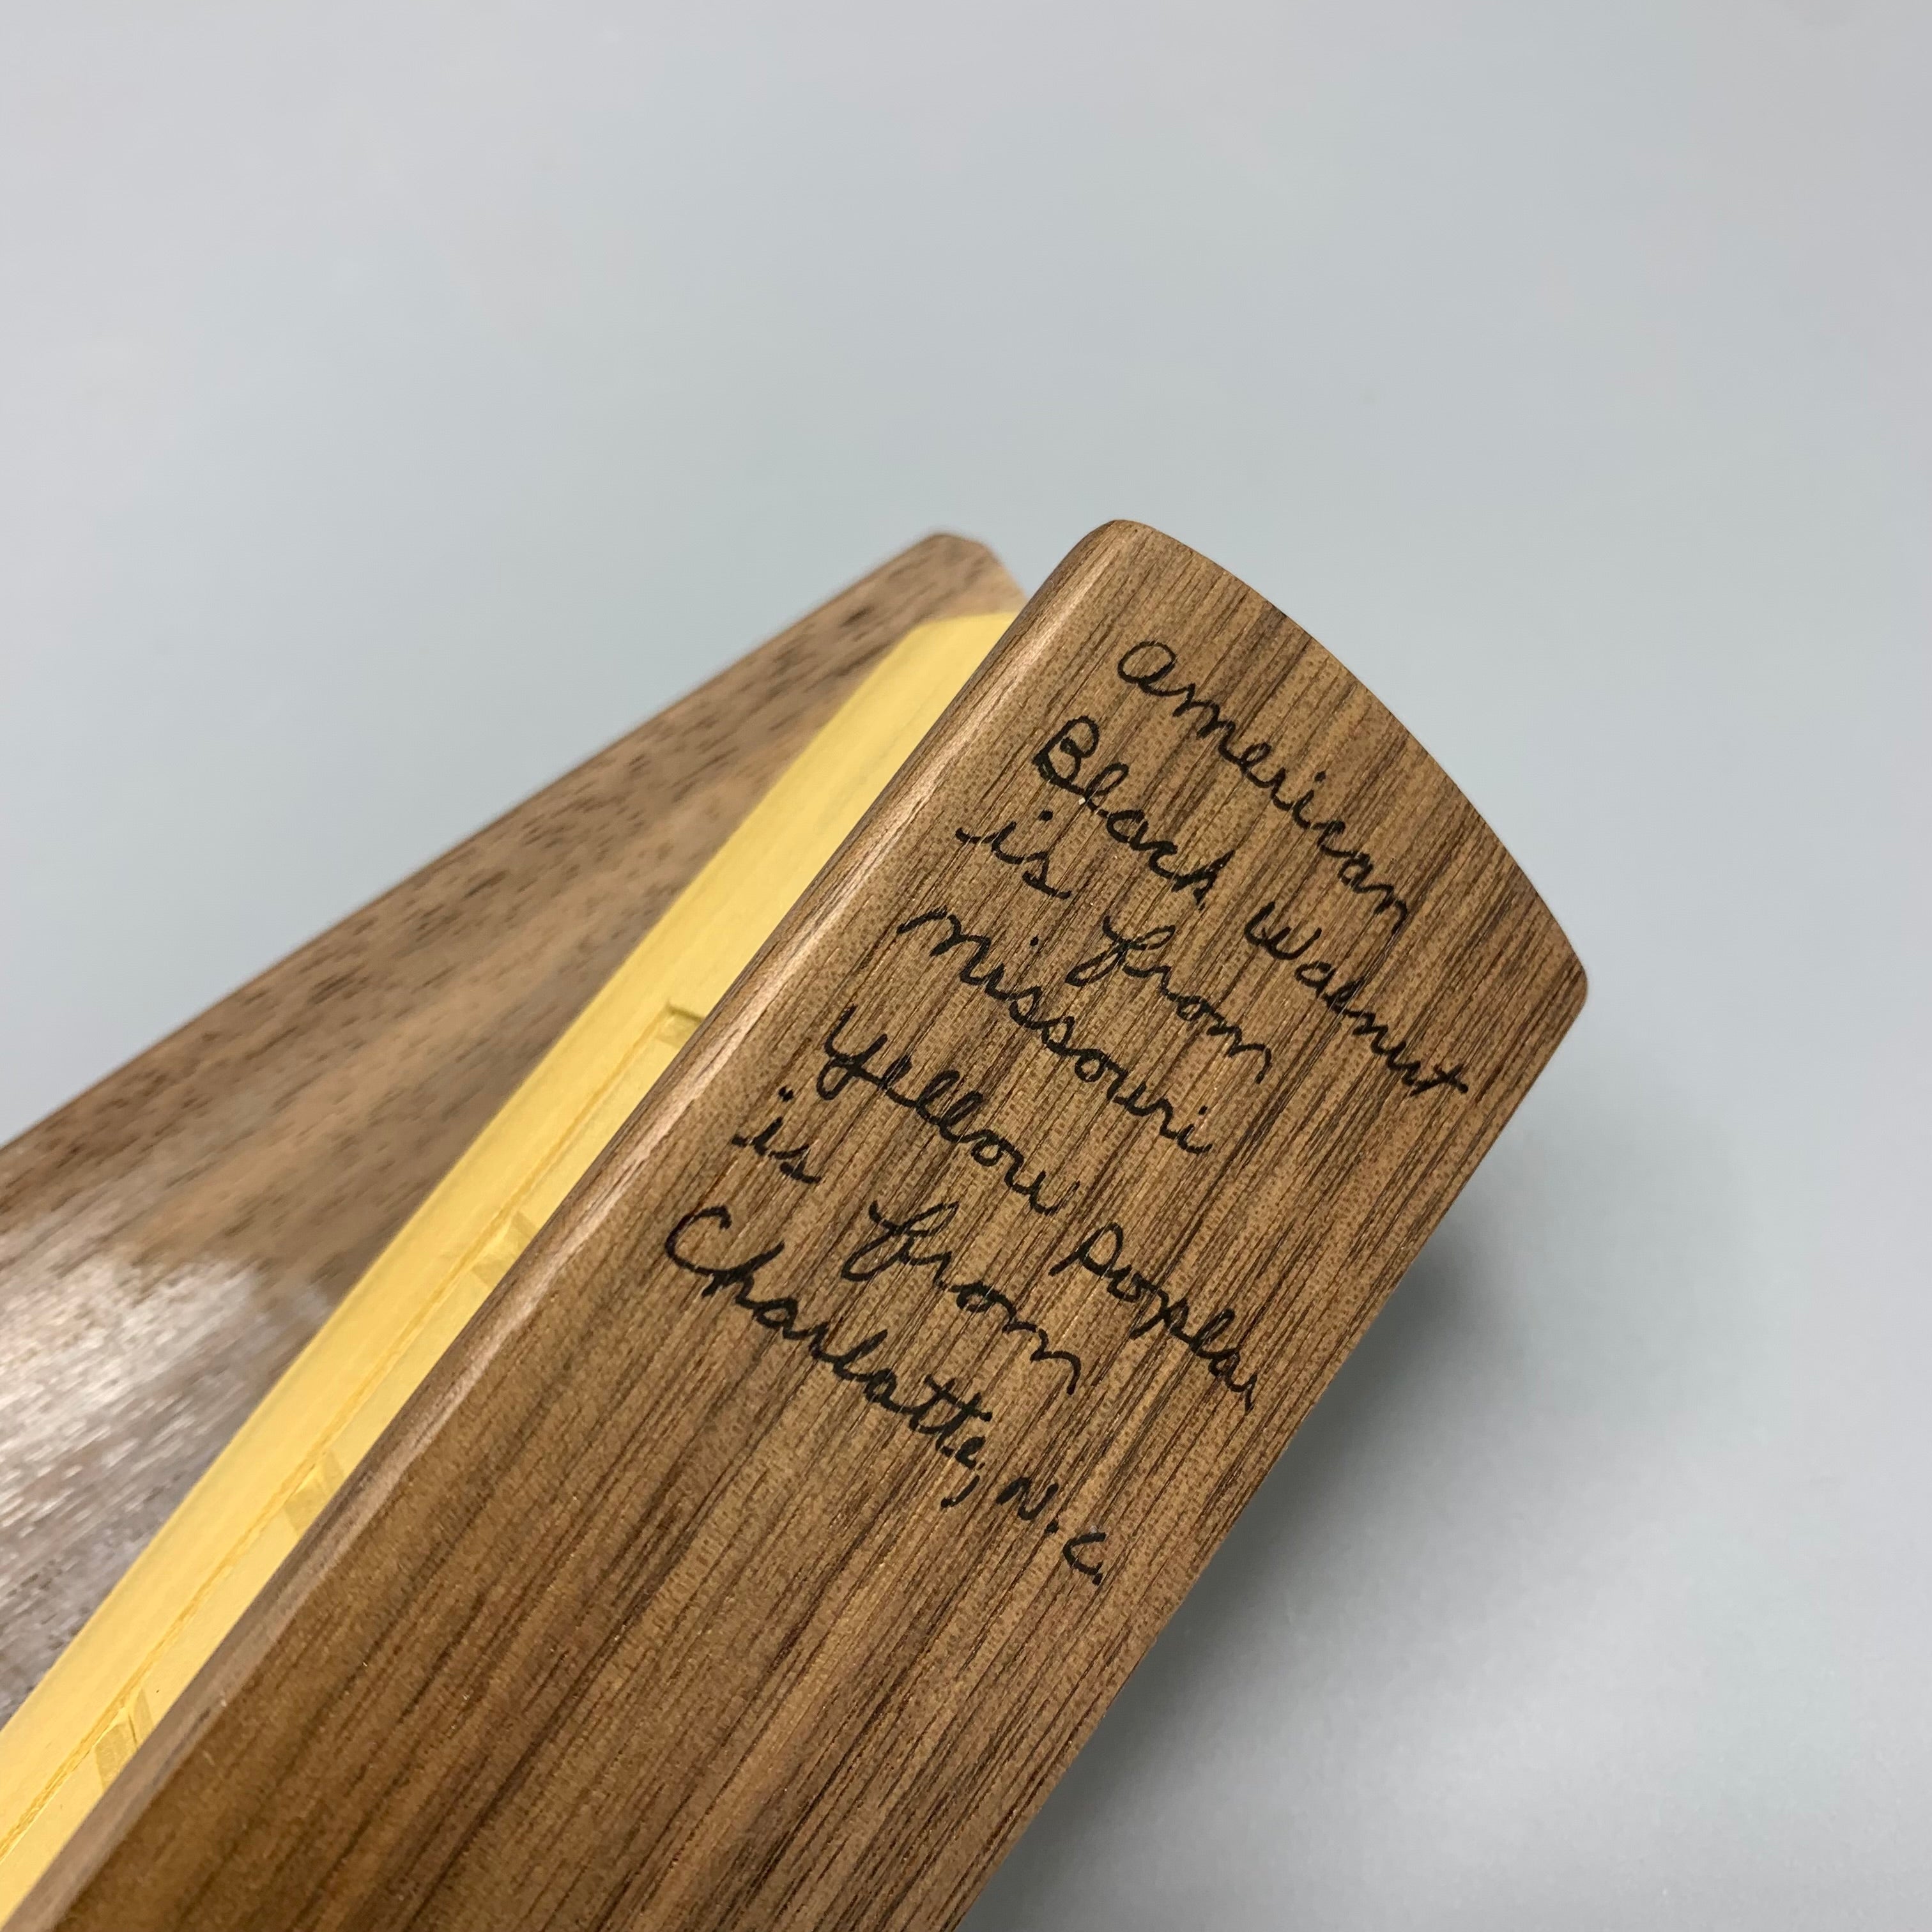 American
Black Walnut
is from
Missouri
Yellow Poplar
is from
Charlotte, N.C.